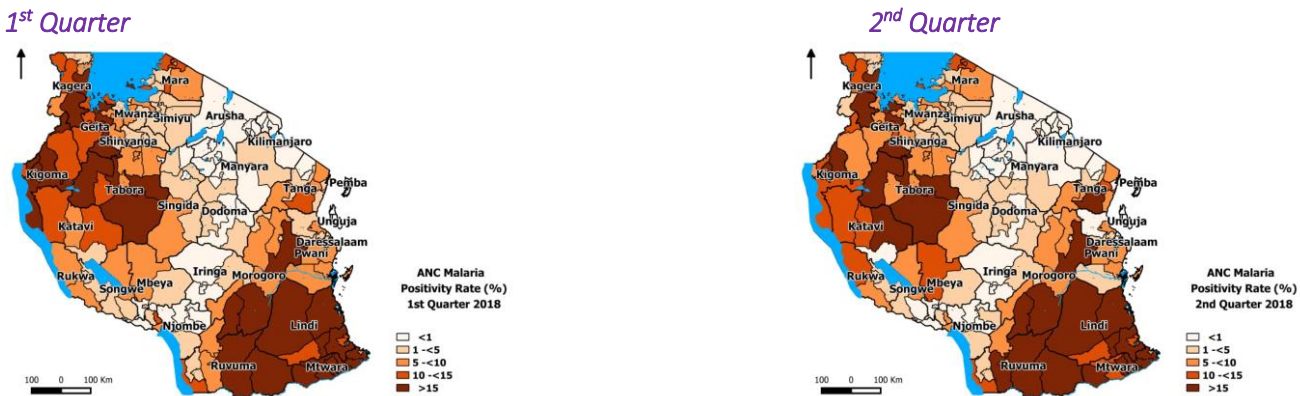 1st Quarter
Kagera
Mara
Mwanza
Simiyu
Arusha
Geita
Shinyanga
Kilimanjaro
Kigoma
Manyara
Tabora
Tanga
Pemba
Singida
Dodoma
Unguja
Katavi
Daressalaam
Pwani
Rukwa
Mbeya
Iringa
Morogoro
Songwe
Njombe
Lindi
Ruvuma
Mtwara
ANC Malaria
Positivity Rate (%)
1st Quarter 2018
<1
1 -<5
5 -<10
10 -<15
>15
100 0 100 Km
2nd Quarter
Kagera
Mara
Mwanza
Simiyu
Arusha
Geita
Shinyanga
Kilimanjaro
Kigoma
Manyara
Tabora
Tanga
Pemba
Singida
Dodoma
Unguja
Katavi
Daressalaam
Pwani
Rukwa
Mbeya
Iringa
Morogoro
Songwe
Njombe
Lindi
Ruvuma
Mtwara
ANC Malaria
Positivity Rate (%)
2nd Quarter 2018
<1
1 -<5
5 -<10
10 -<15
>15
100 0 100 Km